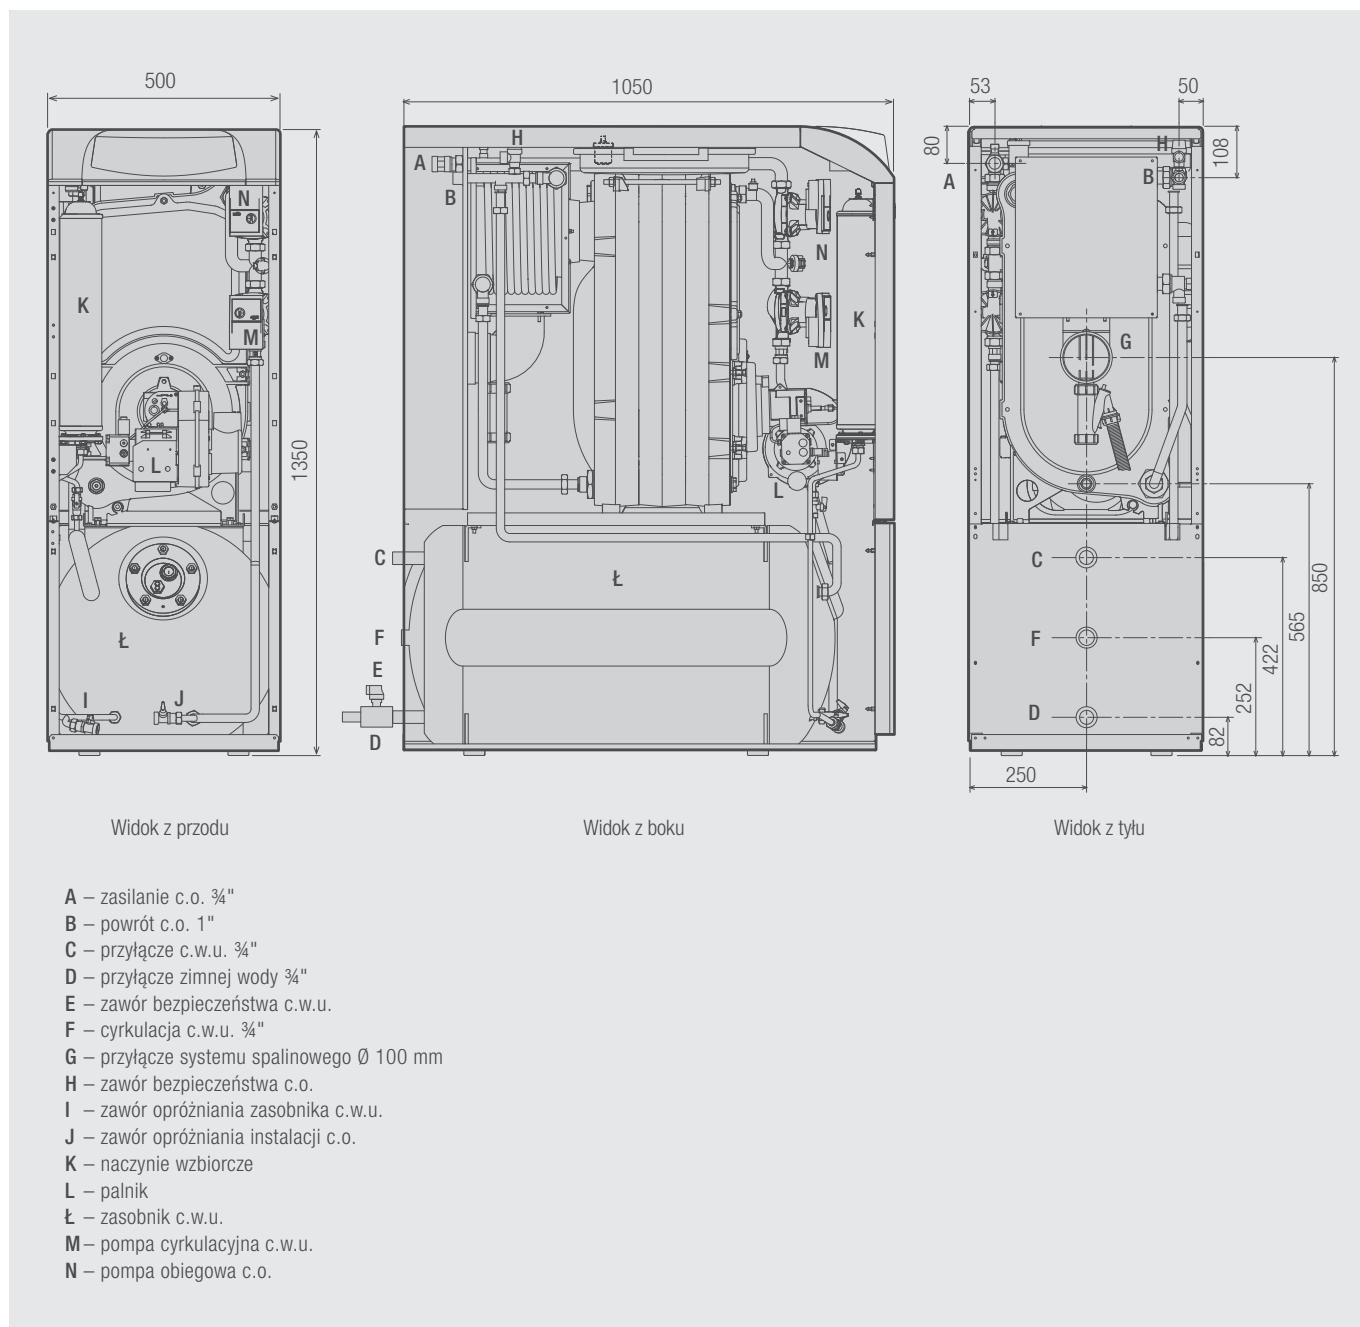 500
1050
53
50
80
108
H
H
A
B
A
B
N
N
K
K
M
M
G
L
L
1350
C
C
Ł
Ł
F
F
E
I
J
D
D
850
565
422
252
82
250
Widok z przodu
Widok z boku
Widok z tyłu
A – zasilanie c.o. ¾"
B – powrót c.o. 1"
C – przyłącze c.w.u. ¾"
D – przyłącze zimnej wody ¾"
E – zawór bezpieczeństwa c.w.u.
F – cyrkulacja c.w.u. ¾"
G – przyłącze systemu spalinowego Ø 100 mm
H – zawór bezpieczeństwa c.o.
I – zawór opróżniania zasobnika c.w.u.
J – zawór opróżniania instalacji c.o.
K – naczynie wzbiorcze
L – palnik
Ł – zasobnik c.w.u.
M – pompa cyrkulacyjna c.w.u.
N – pompa obiegowa c.o.